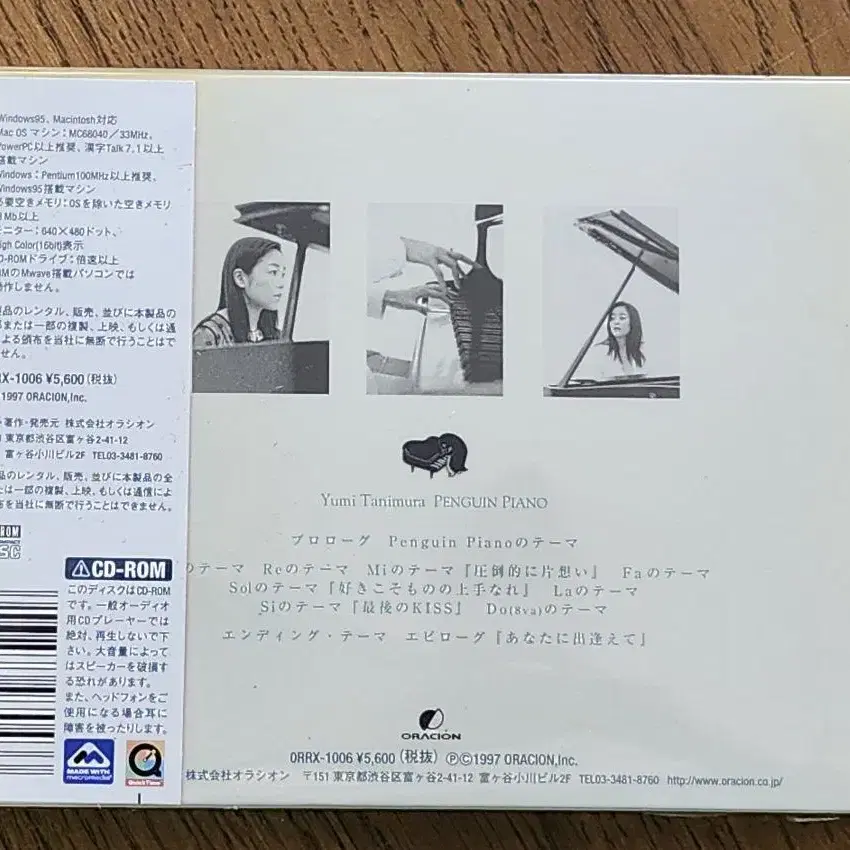 Windows95、Macintosh対応
Mac OS マシン：MC68040／33MHz、
PowerPC以上推奨、漢字Talk 7.1以上
搭載マシン
Windows：Pentium100MHz以上推奨、
Windows95搭載マシン
必要空きメモリ：OSを除いた空きメモリ
Mb以上
モニター：640×480ドット、
High Color(16bit)表示
CD-ROMドライブ：倍速以上
IBMのMwave搭載パソコンでは
動作しません。
製品のレンタル、販売、並びに本製品の
部または一部の複製、上映、もしくは通
による頒布を当社に無断で行うことはで
せん。
RX-1006 ¥5,600(税抜)
1997 ORACION,Inc.
・著作・発売元 株式会社オラシオン
東京都渋谷区富ヶ谷2-41-12
富ヶ谷小川ビル2F TEL03-3481-8760
品のレンタル、販売、並びに本製品の全
たは一部の複製、上映、もしくは通信によ
布を当社に無断で行うことはできません。
ROM
COMPACT
DISC
⚠CD-ROM
このディスクはCD-ROM
です。一般オーディオ
用CDプレーヤーでは
絶対、再生しないで下
さい。大音量によって
はスピーカーを破損す
る恐れがあります。
また、ヘッドフォンをご
使用になる場合耳に
障害を被ったりします。
MADE WITH
macromedia
QuickTime
Yumi Tanimura PENGUIN PIANO
プロローグ Penguin Pianoのテーマ
のテーマ Reのテーマ Miのテーマ『圧倒的に片想い』 Faのテーマ
Solのテーマ『好きこそものの上手なれ』 Laのテーマ
Siのテーマ『最後のKISS』 Do(8va)のテーマ
エンディング・テーマ エピローグ『あなたに出逢えて』
ORACION
ORRX-1006 ¥5,600(税抜) ℗©1997 ORACION,Inc.
株式会社オラシオン 〒151 東京都渋谷区富ヶ谷2-41-12 富ヶ谷小川ビル2F TEL03-3481-8760 http://www.oracion.co.jp/